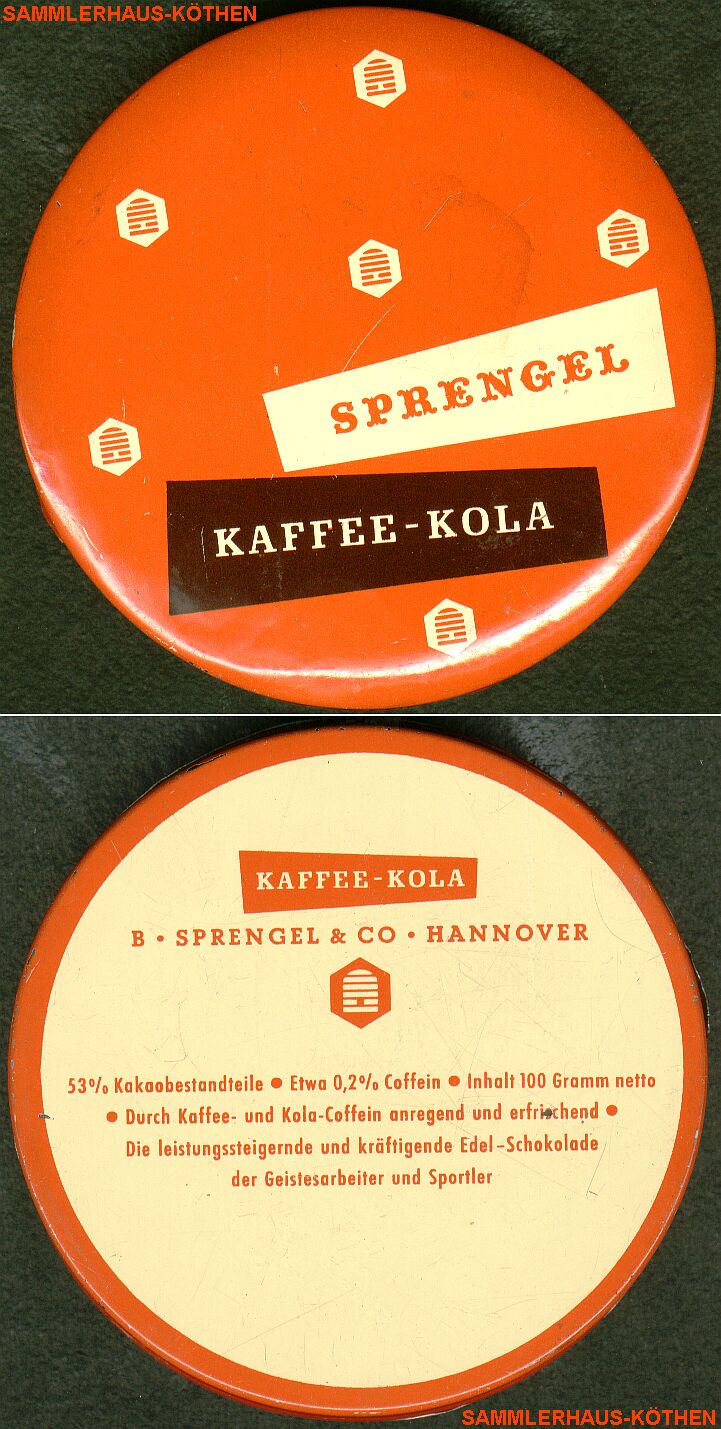 SAMMLERHAUS-KÖTHEN
SPRENGEL
KAFFEE-KOLA
KAFFEE-KOLA
B • SPRENGEL & CO • HANNOVER
53% Kakaobestandteile • Etwa 0,2% Coffein • Inhalt 100 Gramm netto
• Durch Kaffee- und Kola-Coffein anregend und erfrischend •
Die leistungssteigernde und kräftigende Edel-Schokolade
der Geistesarbeiter und Sportler
SAMMLERHAUS-KÖTHEN